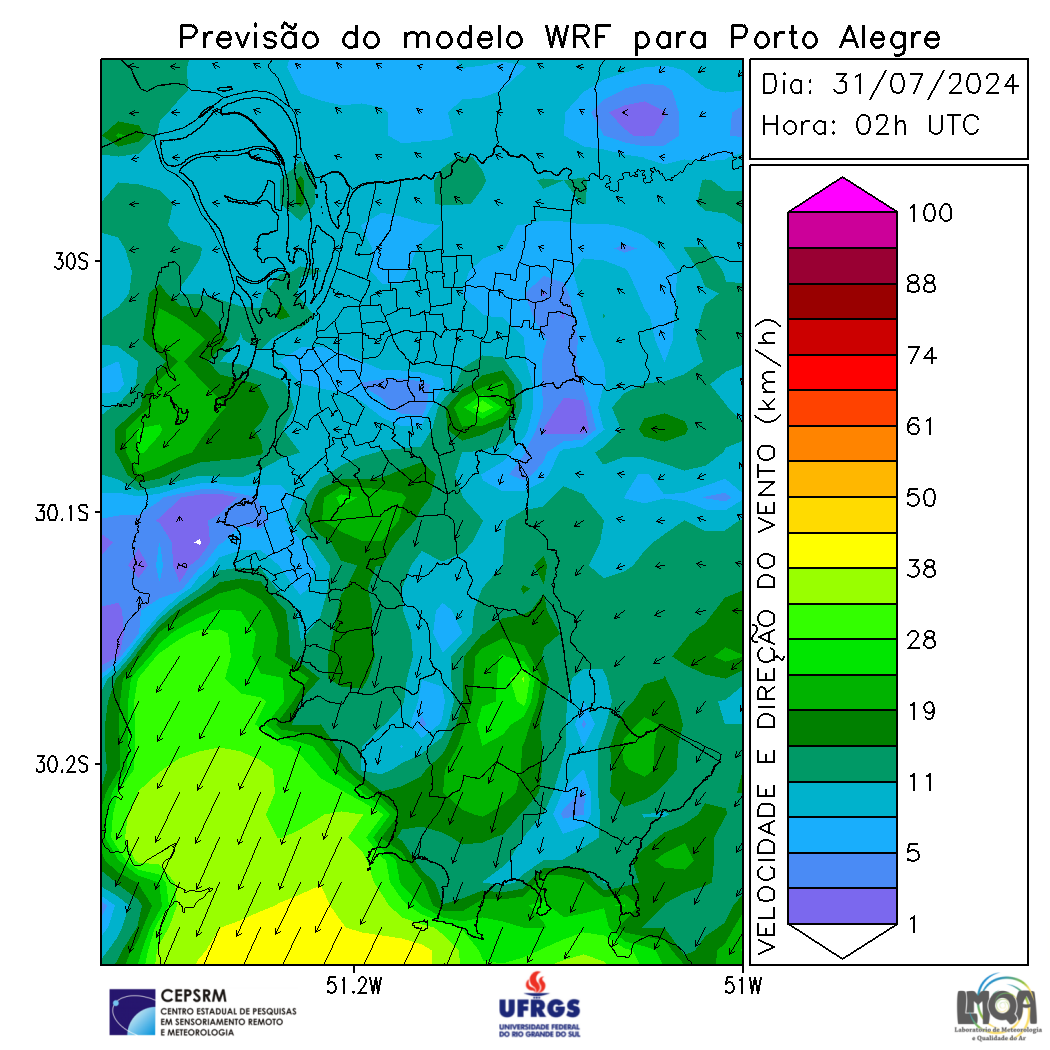 Previsão do modelo WRF para Porto Alegre
Dia: 31/07/2024
Hora: 02h UTC
30S
30.1S
30.2S
51.2W
51W
VELOCIDADE E DIREÇÃO DO VENTO (km/h)
100
88
74
61
50
38
28
19
11
5
1
CEPSRM
CENTRO ESTADUAL DE PESQUISAS
EM SENSORIAMENTO REMOTO
E METEOROLOGIA
UFRGS
UNIVERSIDADE FEDERAL
DO RIO GRANDE DO SUL
LMQA
Laboratório de Meteorologia
e Qualidade do Ar